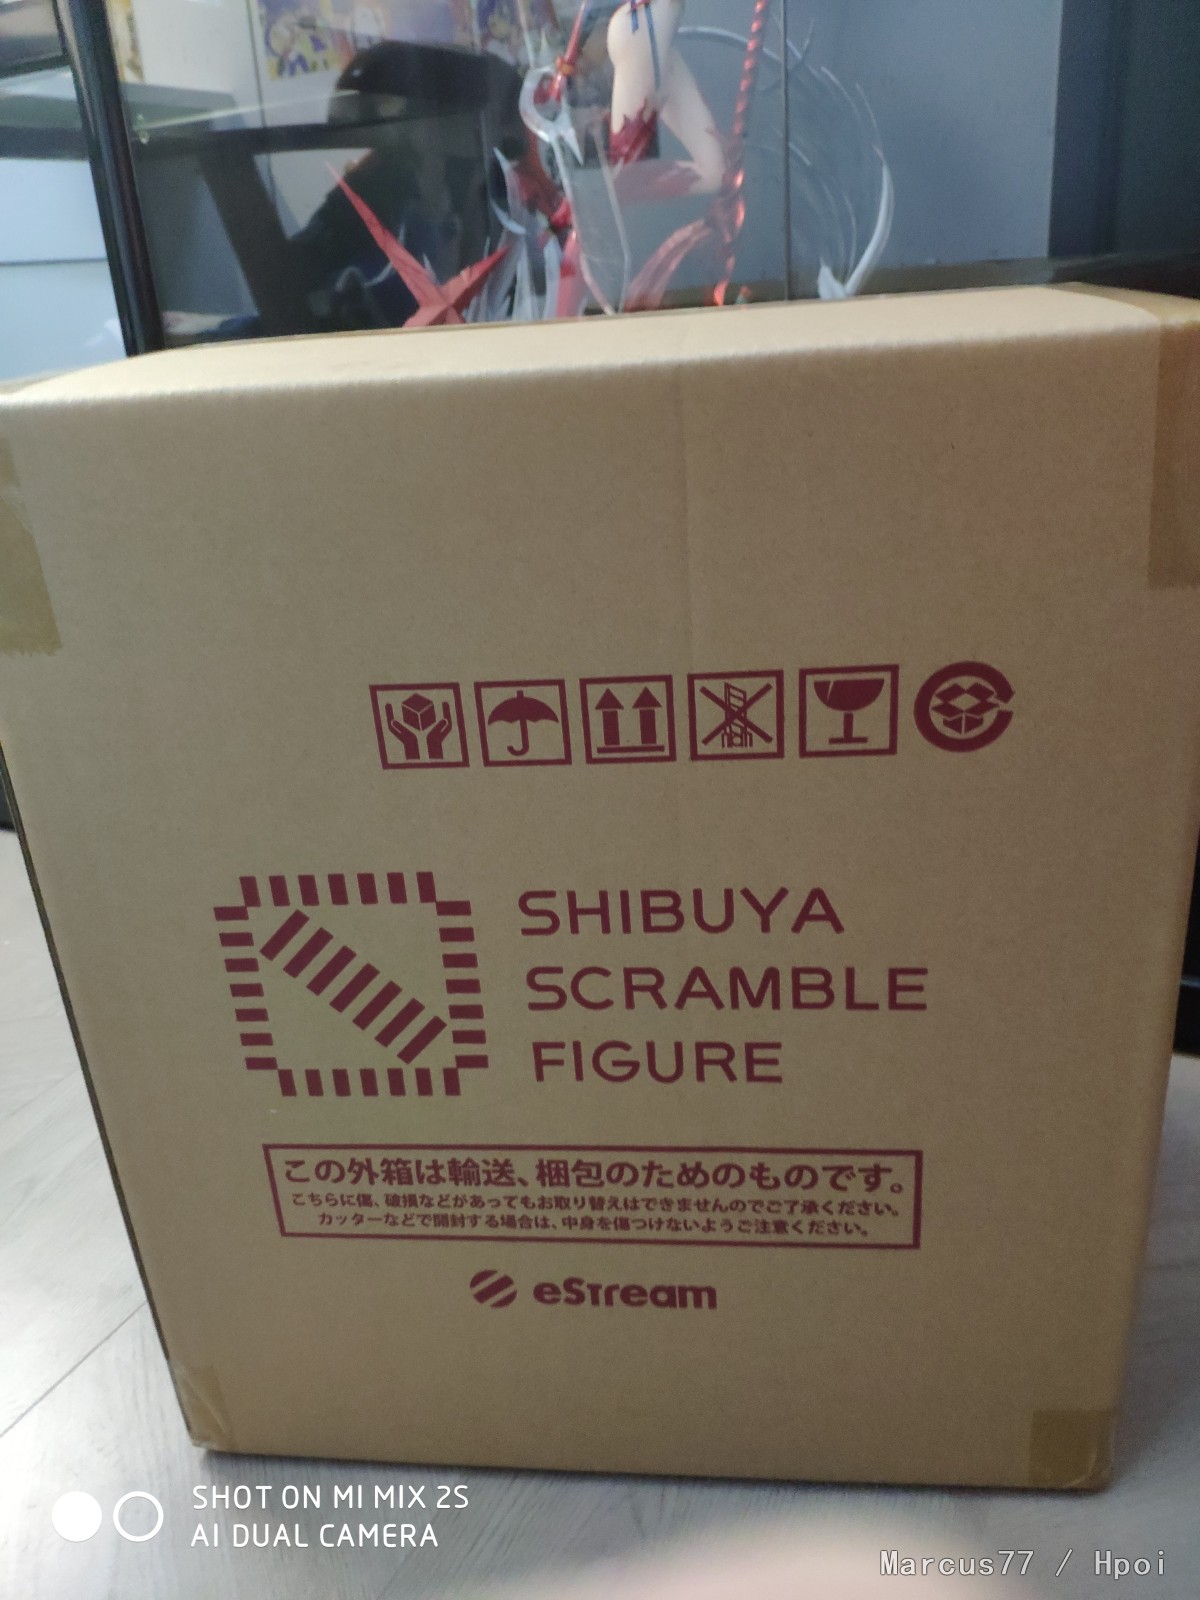 SHIBUYA
SCRAMBLE
FIGURE
この外箱は輸送、梱包のためのものです。
こちらに傷、破損などがあってもお取り替えはできませんのでご了承ください。
カッターなどで開封する場合は、中身を傷つけないようご注意ください。
eStream
SHOT ON MI MIX 2S
AI DUAL CAMERA
Marcus77 / Hpoi